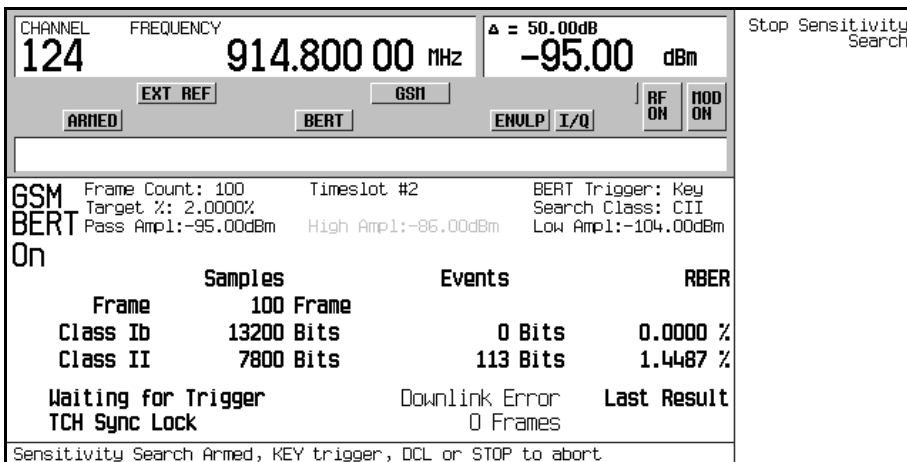 CHANNEL FREQUENCY Δ = 50.00dB
124 914.800 00 MHz -95.00 dBm
Stop Sensitivity
Search
EXT REF GSM RF ON MOD ON
ARMED BERT ENVLP I/Q
GSM BERT On
Frame Count: 100 Timeslot #2 BERT Trigger: Key
Target %: 2.0000% Search Class: CII
Pass Ampl:-95.00dBm High Ampl:-86.00dBm Low Ampl:-104.00dBm
Samples Events RBER
Frame 100 Frame
Class Ib 13200 Bits 0 Bits 0.0000 %
Class II 7800 Bits 113 Bits 1.4487 %
Waiting for Trigger Downlink Error Last Result
TCH Sync Lock 0 Frames
Sensitivity Search Armed, KEY trigger, DCL or STOP to abort